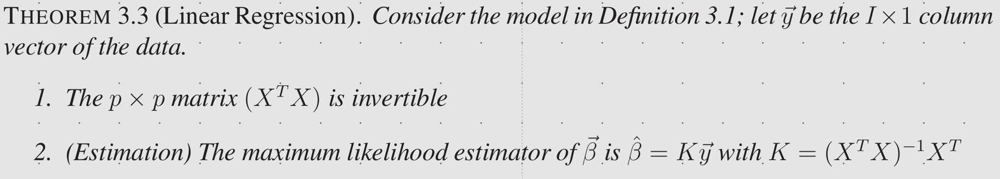 THEOREM 3.3 (Linear Regression). Consider the model in Definition 3.1; let $\vec{y}$ be the $I \times 1$ column
vector of the data.
1. The $p \times p$ matrix $(X^T X)$ is invertible
2. (Estimation) The maximum likelihood estimator of $\vec{\beta}$ is $\hat{\beta} = K\vec{y}$ with $K = (X^T X)^{-1} X^T$